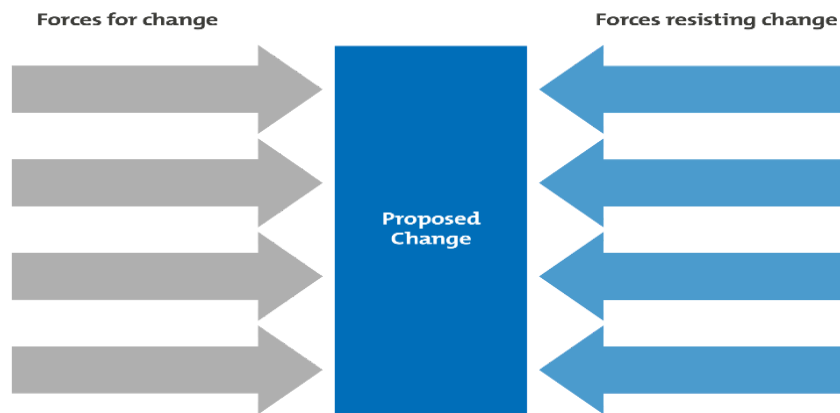 Forces for change
Forces resisting change
Proposed
Change